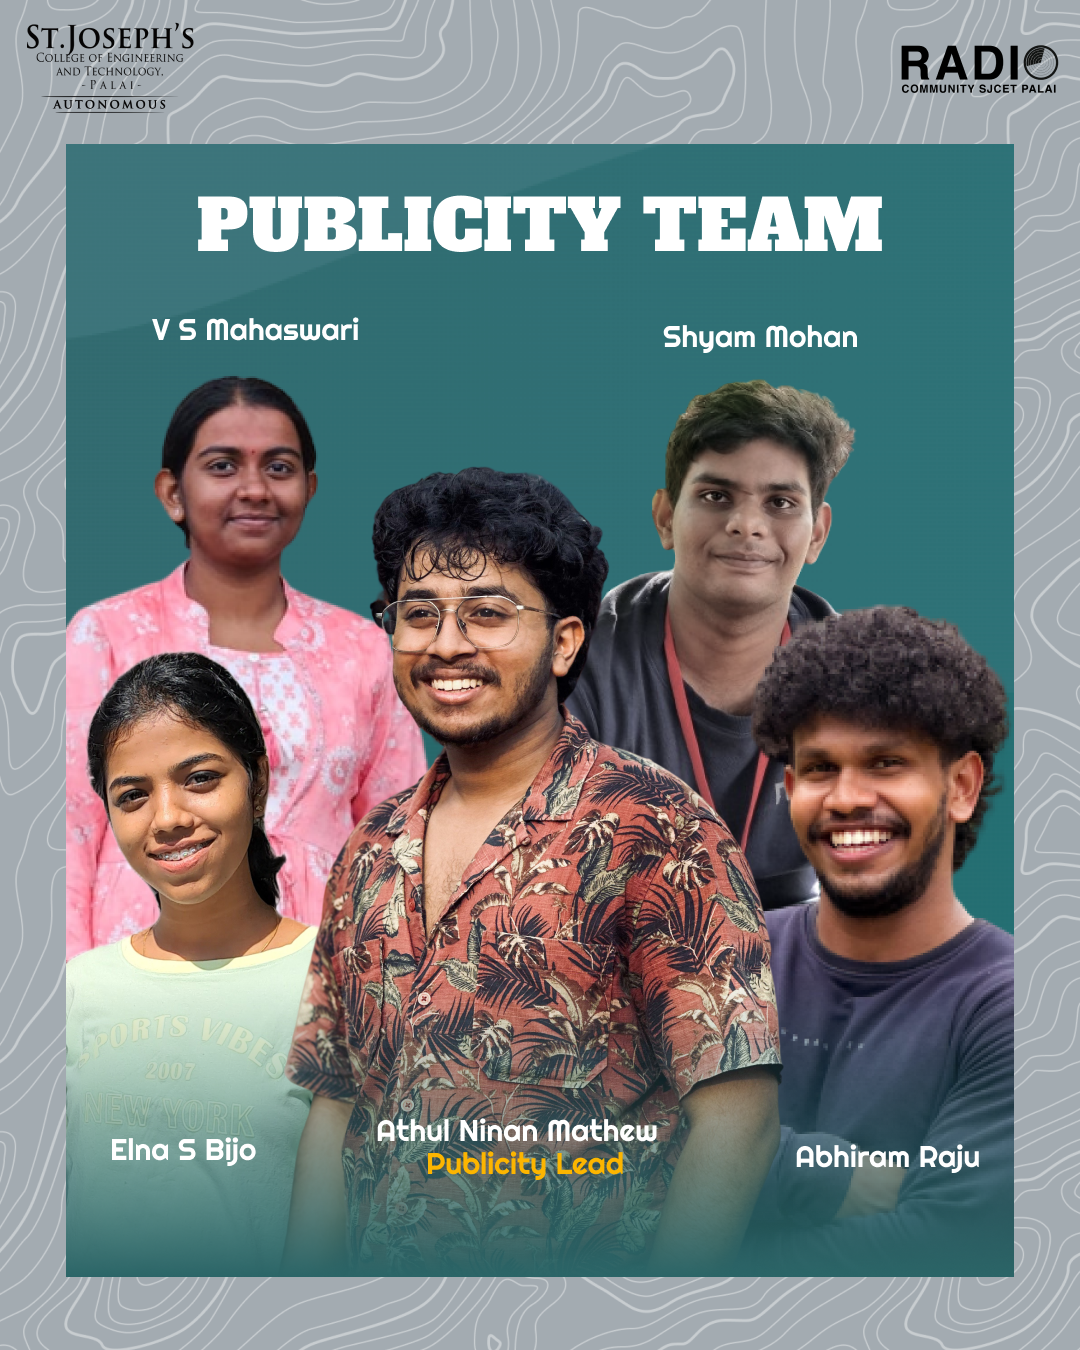 ST.JOSEPH'S
COLLEGE OF ENGINEERING
AND TECHNOLOGY,
-PALAI-
AUTONOMOUS
RADIO
COMMUNITY SJCET PALAI
PUBLICITY TEAM
V S Mahaswari
Shyam Mohan
SPORTS VIBES
2007
NEW YORK
Elna S Bijo
Athul Ninan Mathew
Publicity Lead
Abhiram Raju